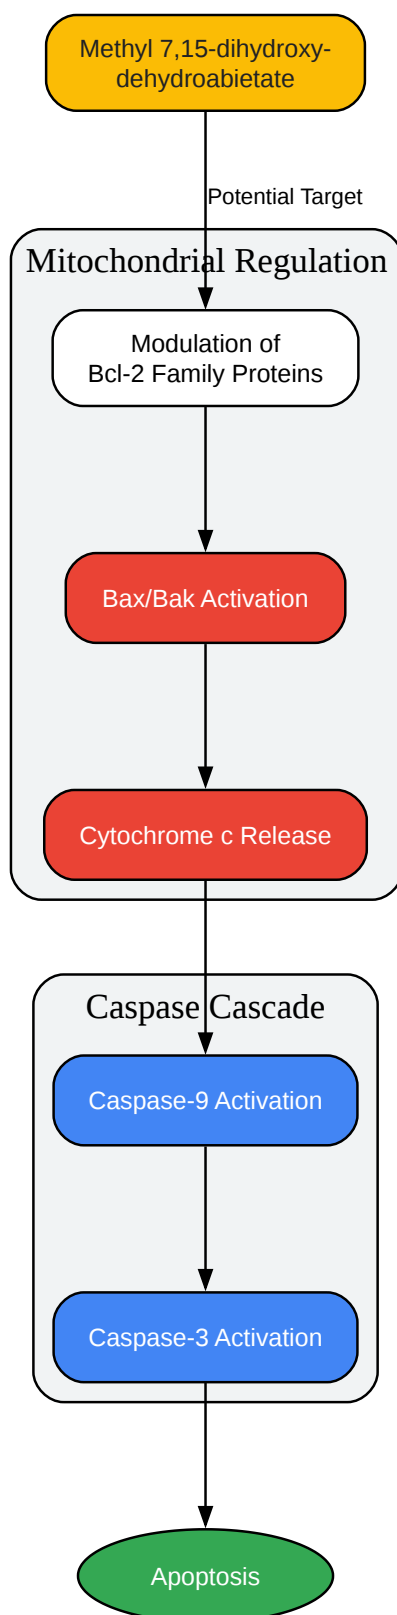 Methyl 7,15-dihydroxy-
dehydroabietate
Potential Target
Mitochondrial Regulation
Modulation of
Bcl-2 Family Proteins
Bax/Bak Activation
Cytochrome c Release
Caspase Cascade
Caspase-9 Activation
Caspase-3 Activation
Apoptosis